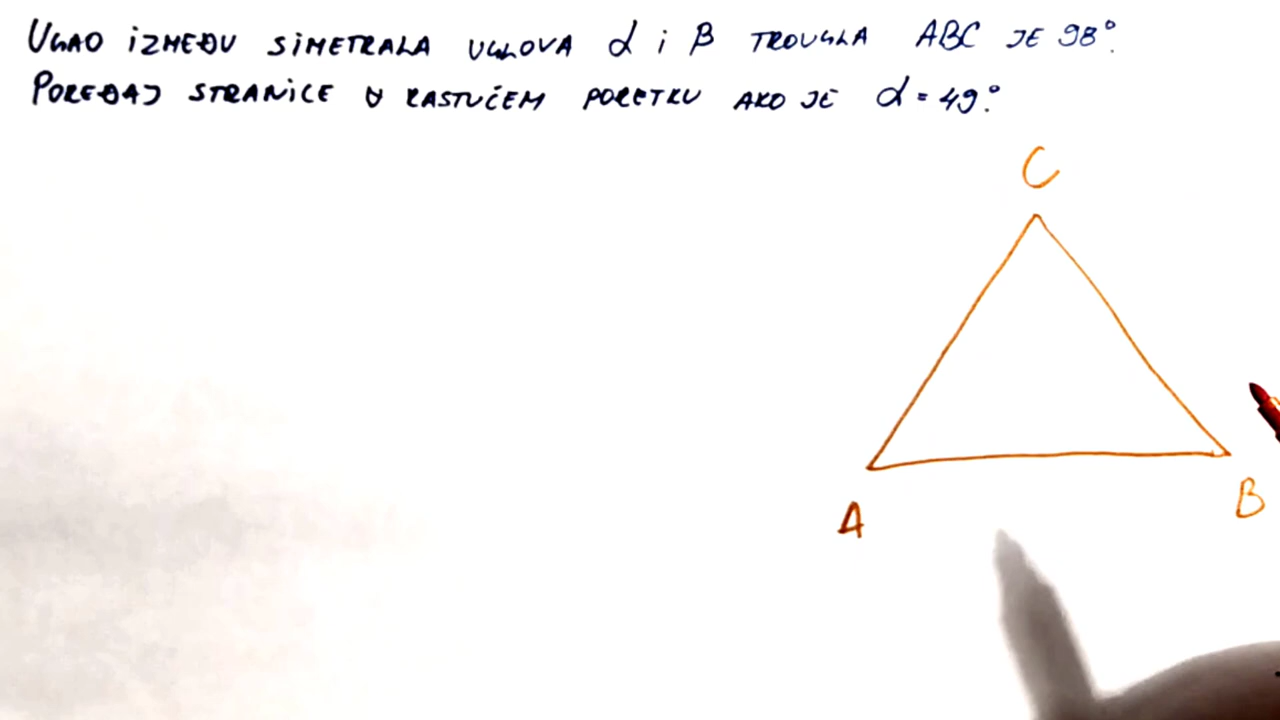 UGAO IZMEĐU SIMETRALA UGLOVA α i β TROUGLA ABC JE 98°.
POREĐAJ STRANICE U RASTUĆEM PORETKU AKO JE α = 49°.
C
A
B